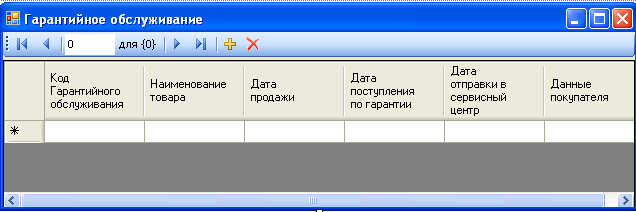 Гарантийное обслуживание
0 для {0}
Код Гарантийного обслуживания
Наименование товара
Дата продажи
Дата поступления по гарантии
Дата отправки в сервисный центр
Данные покупателя